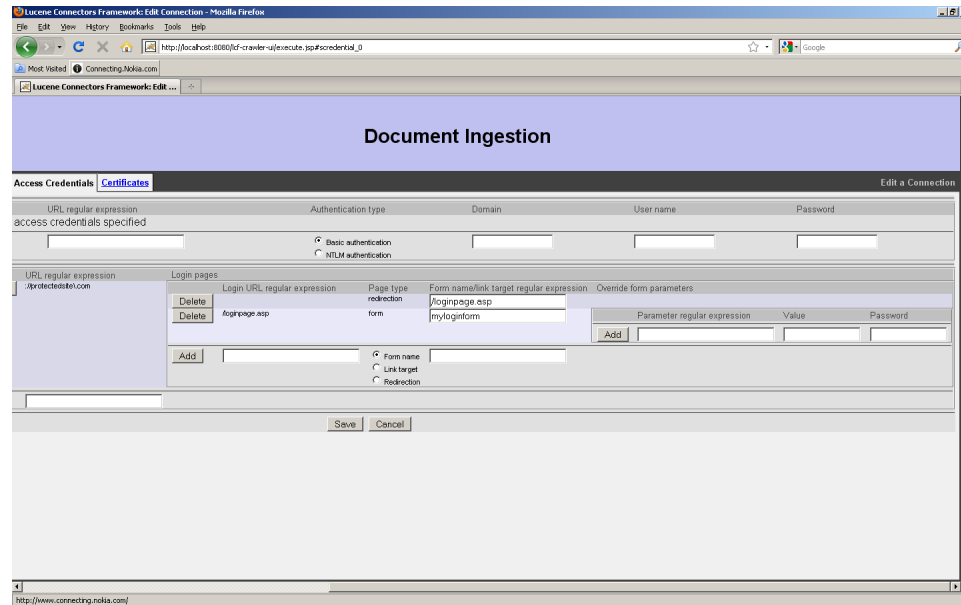 Lucene Connectors Framework: Edit Connection - Mozilla Firefox
File Edit View History Bookmarks Tools Help
http://localhost:8080/lcf-crawler-ui/execute.jsp#scredential_0
Google
Most Visited Connecting.Nokia.com
Lucene Connectors Framework: Edit ...
Document Ingestion
Access Credentials Certificates Edit a Connection
URL regular expression Authentication type Domain User name Password
access credentials specified
Basic authentication
NTLM authentication
URL regular expression Login pages
://protectedsite\.com
Login URL regular expression Page type Form name/link target regular expression Override form parameters
Delete redirection /loginpage.asp
Delete /loginpage.asp form myloginform
Parameter regular expression Value Password
Add
Add Form name
Link target
Redirection
Save Cancel
http://www.connecting.nokia.com/